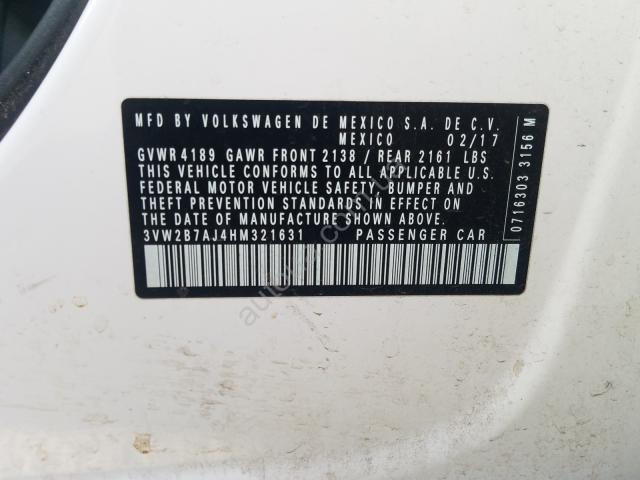 MFD BY VOLKSWAGEN DE MEXICO S.A. DE C.V.
MEXICO 02/17
GVWR 4189 GAWR FRONT 2138 / REAR 2161 LBS
THIS VEHICLE CONFORMS TO ALL APPLICABLE U.S.
FEDERAL MOTOR VEHICLE SAFETY, BUMPER AND
THEFT PREVENTION STANDARDS IN EFFECT ON
THE DATE OF MANUFACTURE SHOWN ABOVE.
3VW2B7AJ4HM321631 PASSENGER CAR
0716303 3156 M